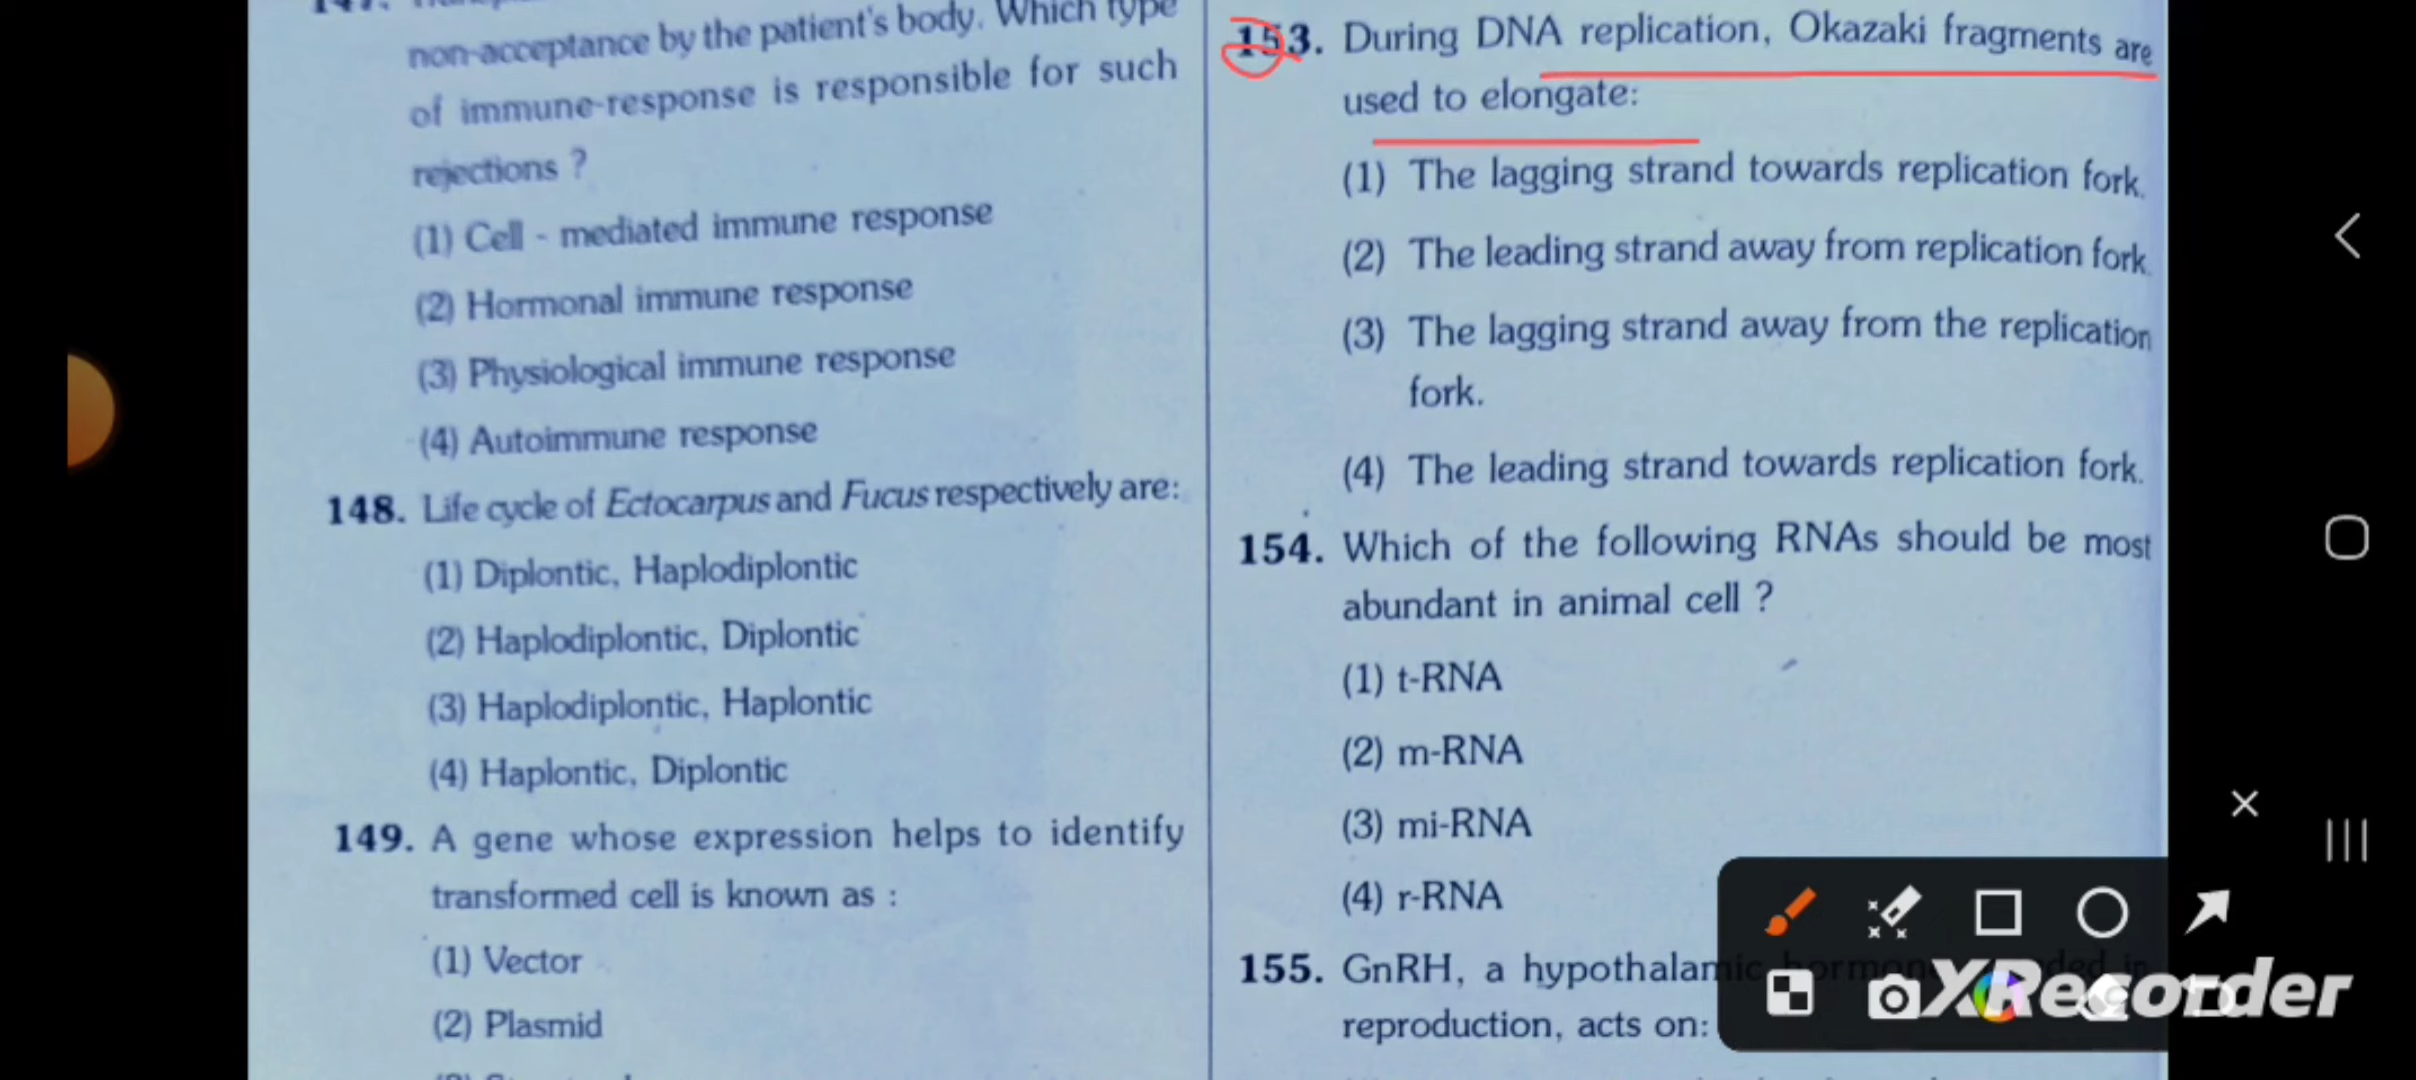 non-acceptance by the patient's body. Which type
of immune-response is responsible for such
rejections ?
(1) Cell - mediated immune response
(2) Hormonal immune response
(3) Physiological immune response
(4) Autoimmune response
148. Life cycle of Ectocarpus and Fucus respectively are:
(1) Diplontic, Haplodiplontic
(2) Haplodiplontic, Diplontic
(3) Haplodiplontic, Haplontic
(4) Haplontic, Diplontic
149. A gene whose expression helps to identify
transformed cell is known as :
(1) Vector
(2) Plasmid
153. During DNA replication, Okazaki fragments are
used to elongate:
(1) The lagging strand towards replication fork.
(2) The leading strand away from replication fork.
(3) The lagging strand away from the replication
fork.
(4) The leading strand towards replication fork.
154. Which of the following RNAs should be most
abundant in animal cell ?
(1) t-RNA
(2) m-RNA
(3) mi-RNA
(4) r-RNA
155. GnRH, a hypothalamic hormone,
reproduction, acts on:
XRecorder